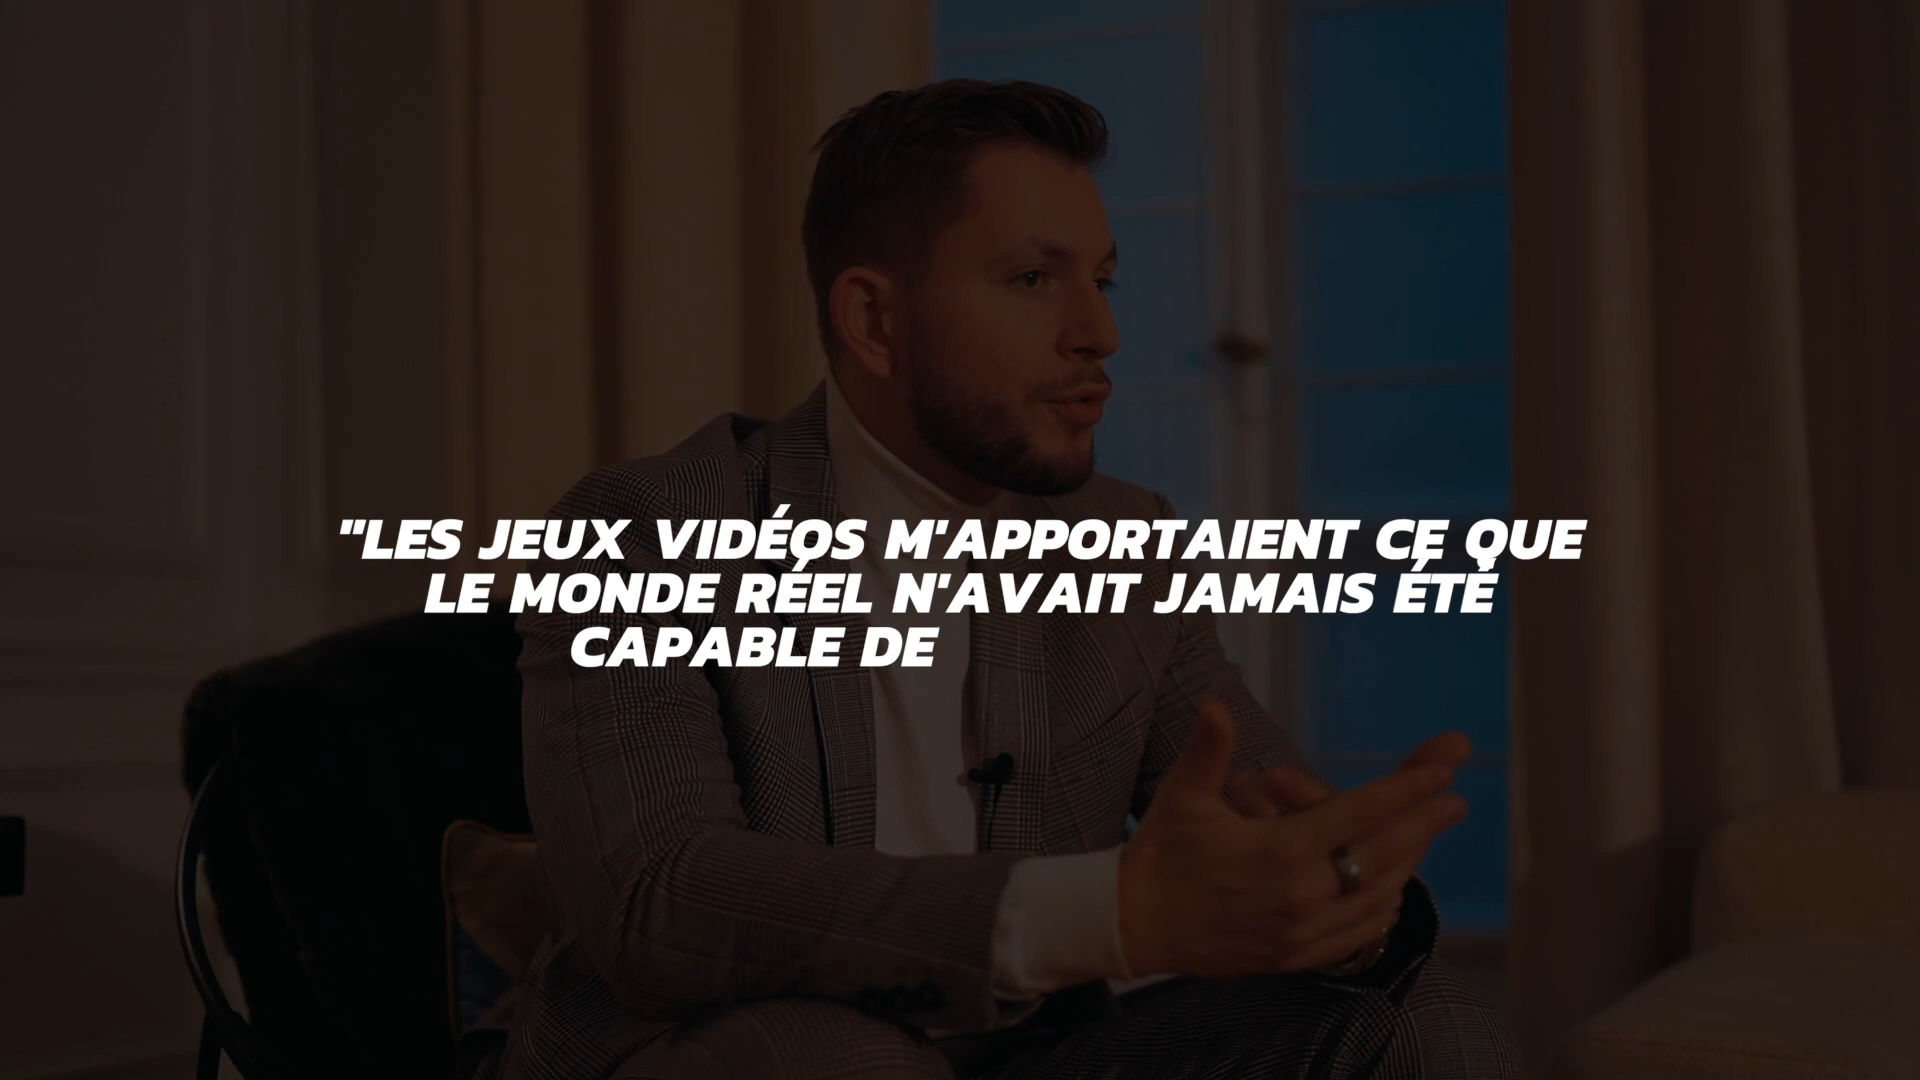 "LES JEUX VIDÉOS M'APPORTAIENT CE QUE
LE MONDE RÉEL N'AVAIT JAMAIS ÉTÉ
CAPABLE DE